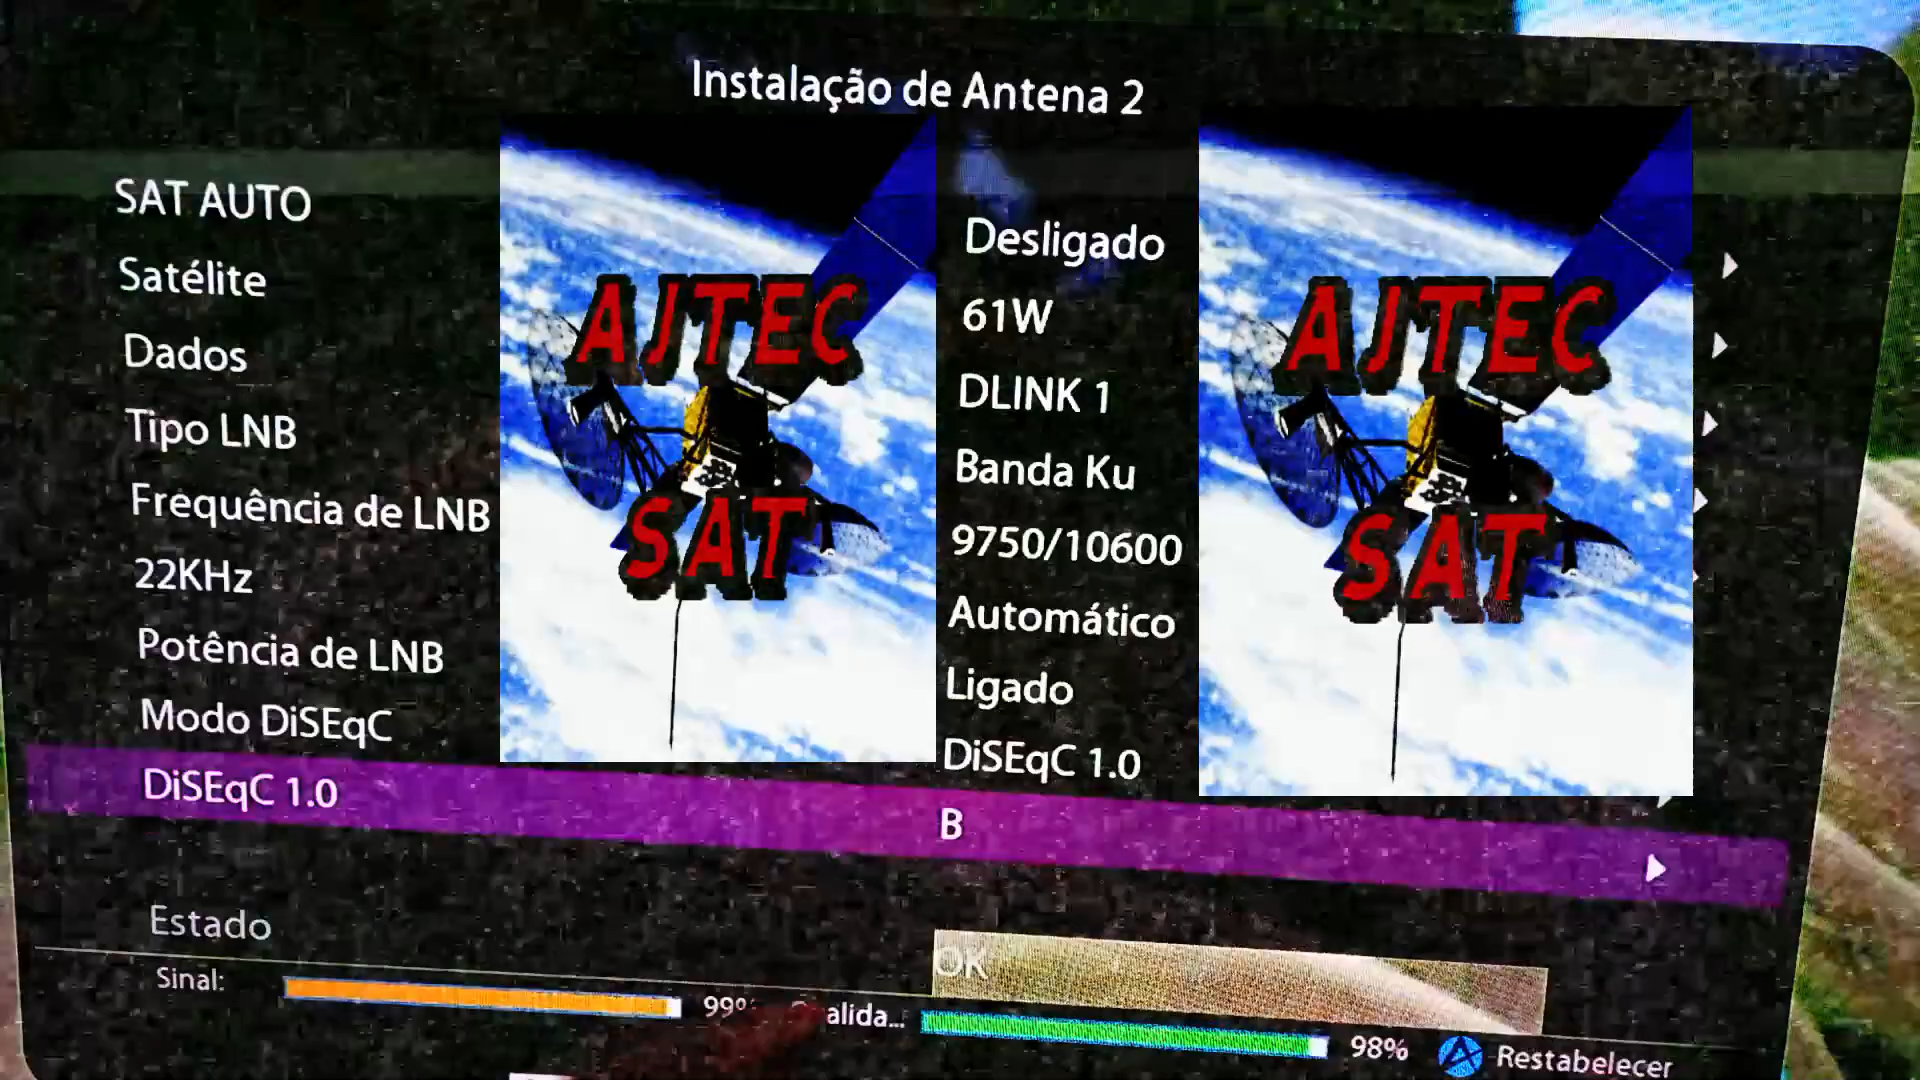 Instalação de Antena 2
SAT AUTO Desligado
Satélite 61W
Dados DLINK 1
Tipo LNB Banda Ku
Frequência de LNB 9750/10600
22KHz Automático
Potência de LNB Ligado
Modo DiSEqC DiSEqC 1.0
DiSEqC 1.0 B
AJTEC
SAT
AJTEC
SAT
Estado OK
Sinal: 99% alida... 98% Restabelecer